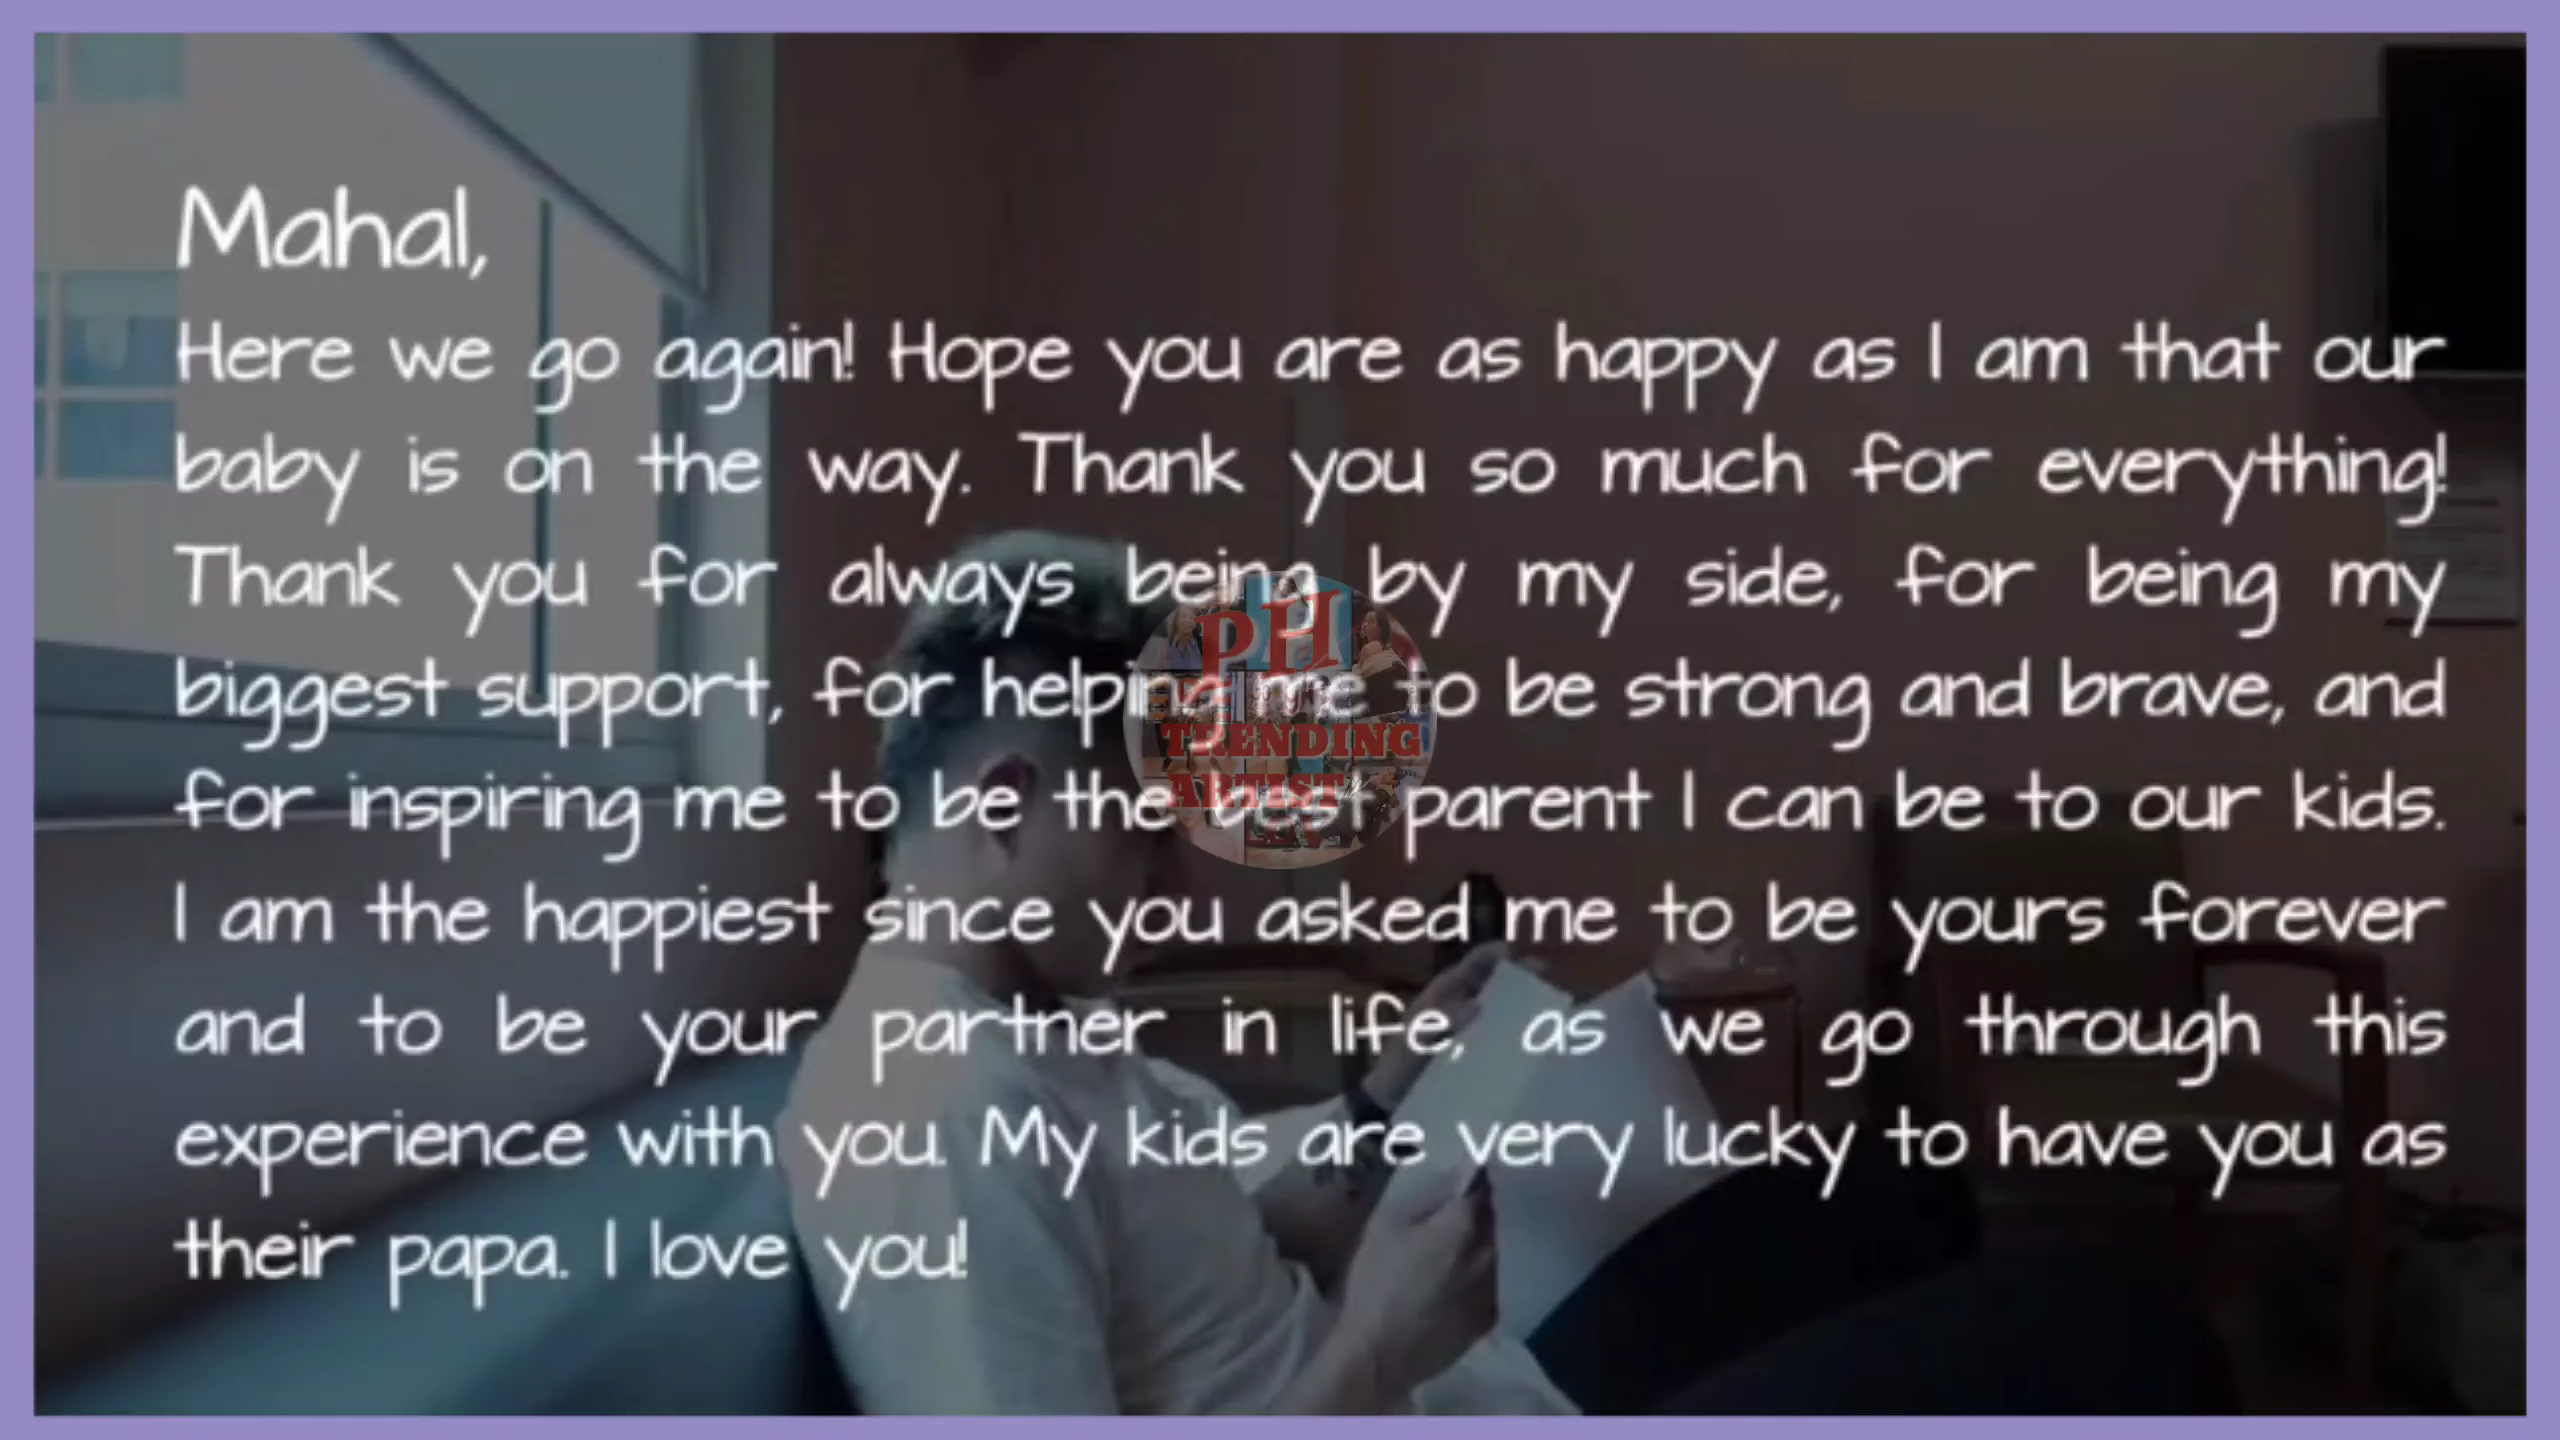 Mahal,
Here we go again! Hope you are as happy as I am that our
baby is on the way. Thank you so much for everything!
Thank you for always being by my side, for being my
biggest support, for helping me to be strong and brave, and
for inspiring me to be the best parent I can be to our kids.
I am the happiest since you asked me to be yours forever
and to be your partner in life, as we go through this
experience with you. My kids are very lucky to have you as
their papa. I love you!
PH
TRENDING
ARTIST